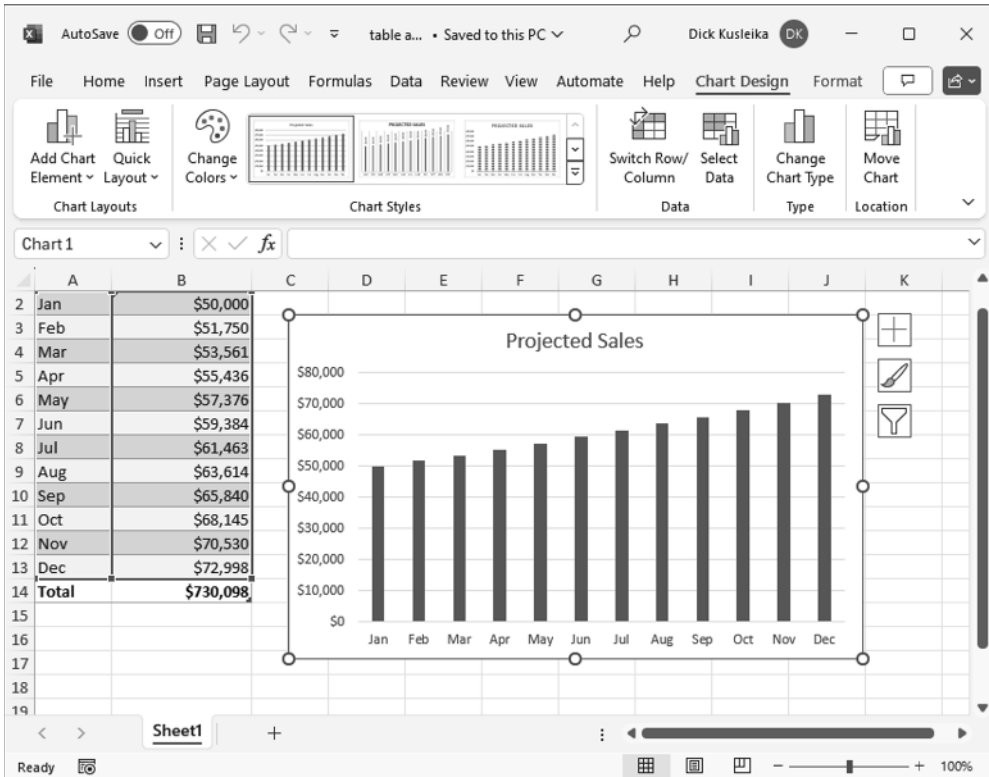 AutoSave Off table a... • Saved to this PC Dick Kusleika DK
File Home Insert Page Layout Formulas Data Review View Automate Help Chart Design Format
Add Chart Element
Quick Layout
Change Colors
Switch Row/ Column
Select Data
Change Chart Type
Move Chart
Chart Layouts Chart Styles Data Type Location
Chart 1 fx
A B C D E F G H I J K
2 Jan $50,000
3 Feb $51,750
4 Mar $53,561
5 Apr $55,436
6 May $57,376
7 Jun $59,384
8 Jul $61,463
9 Aug $63,614
10 Sep $65,840
11 Oct $68,145
12 Nov $70,530
13 Dec $72,998
14 Total $730,098
15
16
17
18
19
Projected Sales
$80,000
$70,000
$60,000
$50,000
$40,000
$30,000
$20,000
$10,000
$0
Jan Feb Mar Apr May Jun Jul Aug Sep Oct Nov Dec
Sheet1
Ready 100%